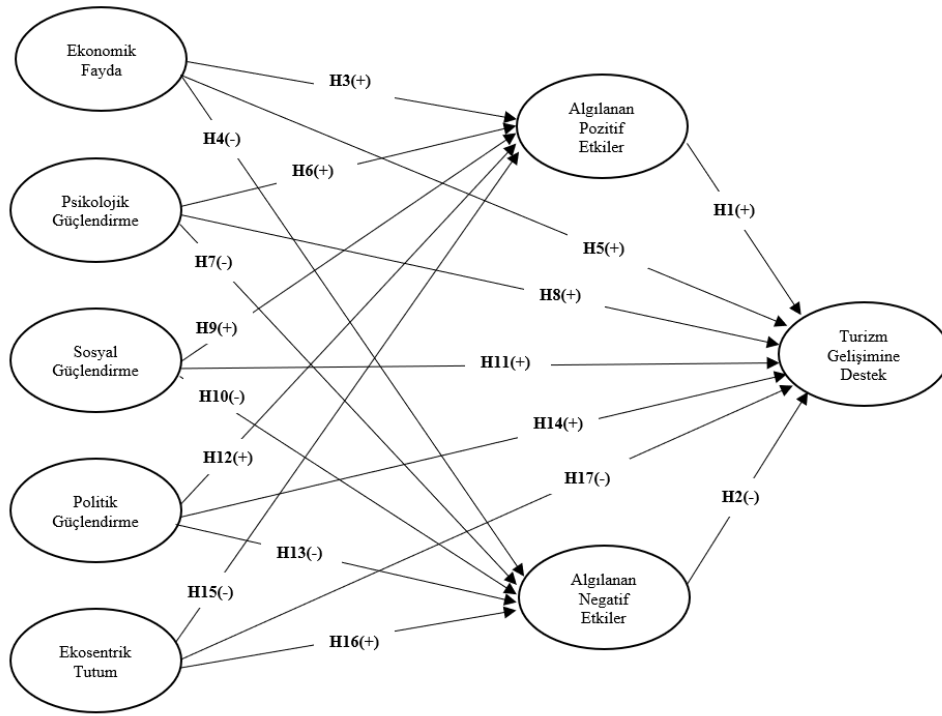 Ekonomik
Fayda
H3(+)
Algılanan
Pozitif
Etkiler
H4(-)
H6(+)
Psikolojik
Güçlendirme
H1(+)
H5(+)
H7(-)
H8(+)
H9(+)
Sosyal
Güçlendirme
H11(+)
Turizm
Gelişimine
Destek
H10(-)
H14(+)
H12(+)
H17(-)
Politik
Güçlendirme
H2(-)
H13(-)
Algılanan
Negatif
Etkiler
H15(-)
H16(+)
Ekosentrik
Tutum